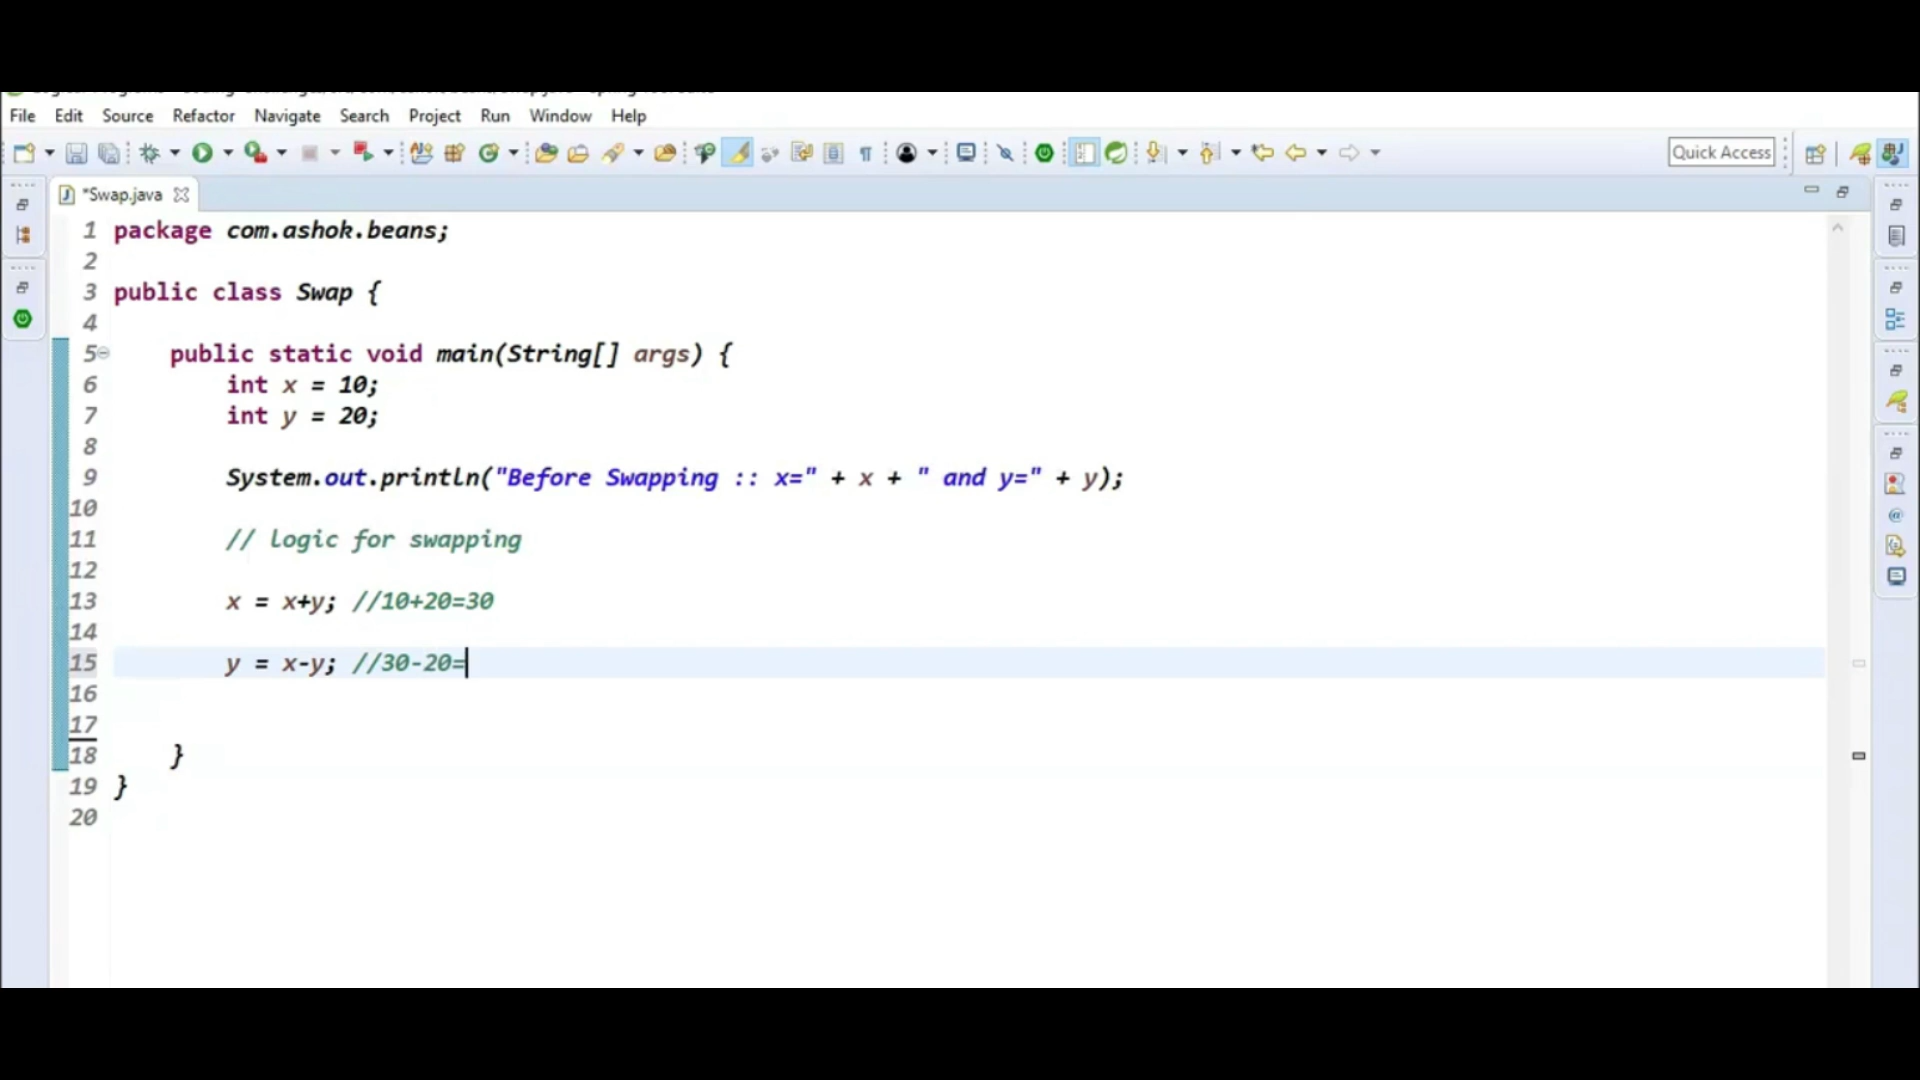 File Edit Source Refactor Navigate Search Project Run Window Help
Quick Access
*Swap.java
1 package com.ashok.beans;
2
3 public class Swap {
4
5 public static void main(String[] args) {
6 int x = 10;
7 int y = 20;
8
9 System.out.println("Before Swapping :: x=" + x + " and y=" + y);
10
11 // logic for swapping
12
13 x = x+y; //10+20=30
14
15 y = x-y; //30-20=
16
17
18 }
19 }
20